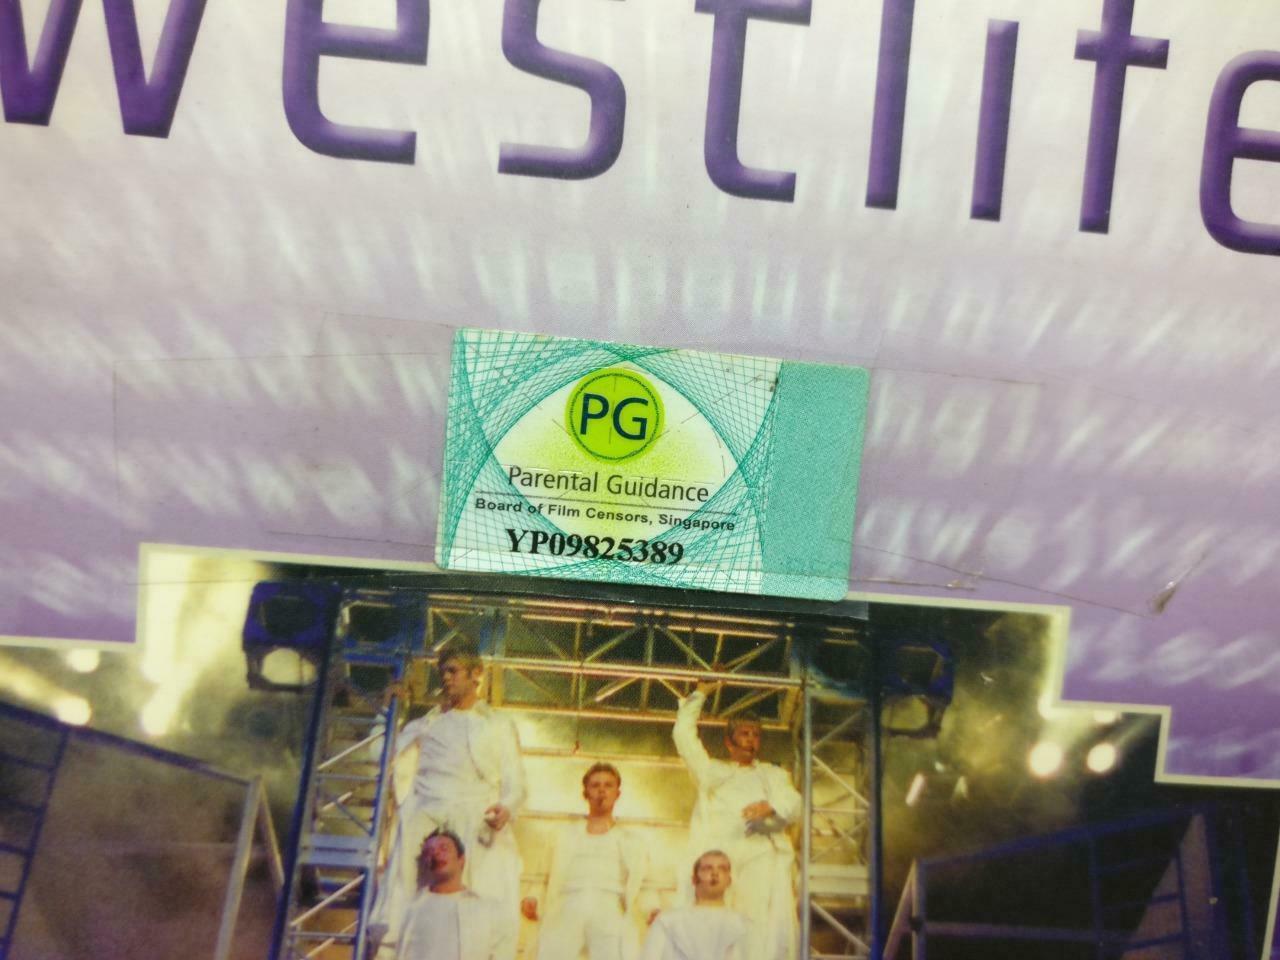 westlife
PG
Parental Guidance
Board of Film Censors, Singapore
YP09825389